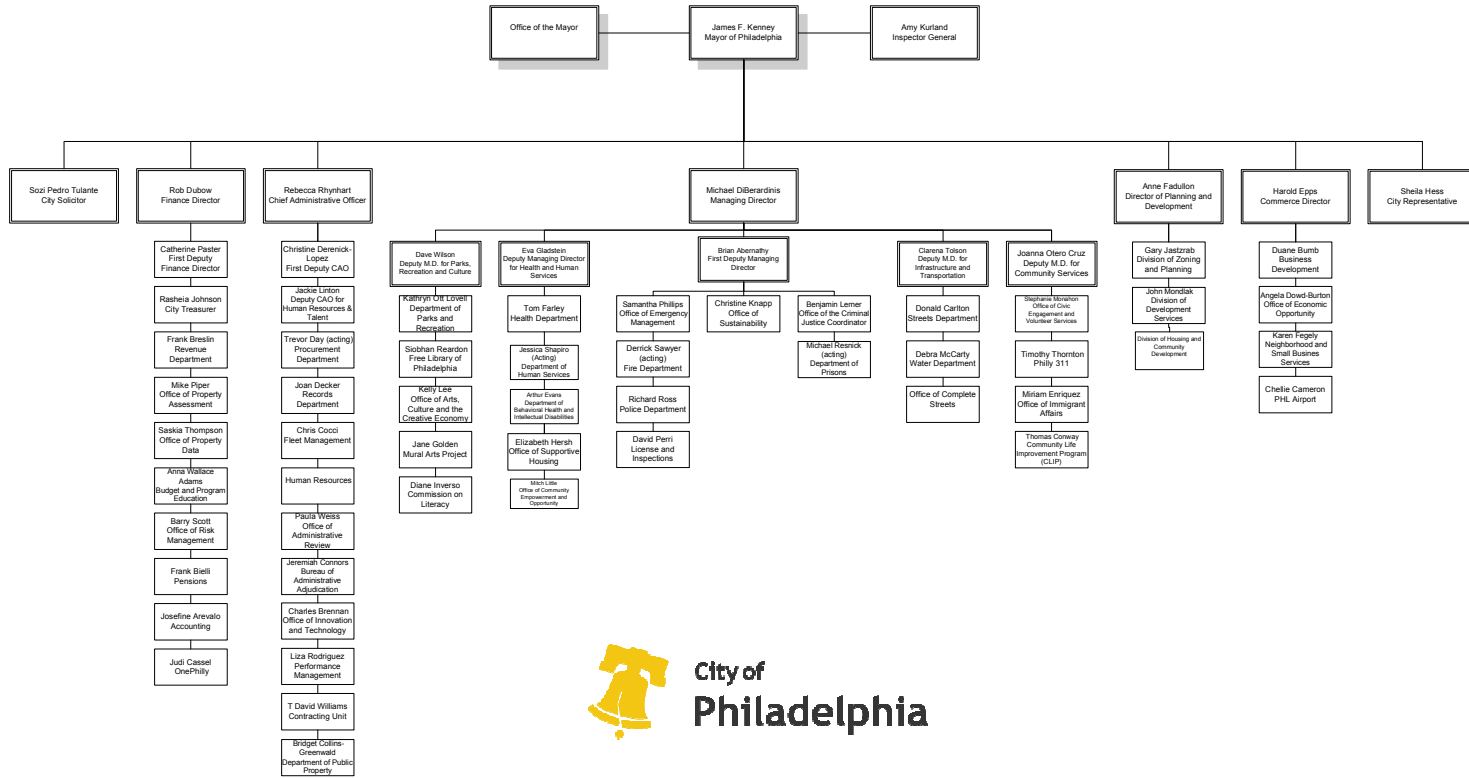 Office of the Mayor
James F. Kenney
Mayor of Philadelphia
Amy Kurland
Inspector General
Sozi Pedro Tulante
City Solicitor
Rob Dubow
Finance Director
Rebecca Rhynhart
Chief Administrative Officer
Michael DiBerardinis
Managing Director
Anne Fadullon
Director of Planning and
Development
Harold Epps
Commerce Director
Sheila Hess
City Representative
Catherine Paster
First Deputy
Finance Director
Rasheia Johnson
City Treasurer
Frank Breslin
Revenue
Department
Mike Piper
Office of Property
Assessment
Saskia Thompson
Office of Property
Data
Anna Wallace
Adams
Budget and Program
Education
Barry Scott
Office of Risk
Management
Frank Bielli
Pensions
Josefine Arevalo
Accounting
Judi Cassel
OnePhilly
Christine Derenick-
Lopez
First Deputy CAO
Jackie Linton
Deputy CAO for
Human Resources &
Talent
Trevor Day (acting)
Procurement
Department
Joan Decker
Records
Department
Chris Cocci
Fleet Management
Human Resources
Paula Weiss
Office of
Administrative
Review
Jeremiah Connors
Bureau of
Administrative
Adjudication
Charles Brennan
Office of Innovation
and Technology
Liza Rodriguez
Performance
Management
T David Williams
Contracting Unit
Bridget Collins-
Greenwald
Department of Public
Property
Dave Wilson
Deputy M.D. for Parks,
Recreation and Culture
Kathryn Ott Lovell
Department of
Parks and
Recreation
Siobhan Reardon
Free Library of
Philadelphia
Kelly Lee
Office of Arts,
Culture and the
Creative Economy
Jane Golden
Mural Arts Project
Diane Inverso
Commission on
Literacy
Eva Gladstein
Deputy Managing Director
for Health and Human
Services
Tom Farley
Health Department
Jessica Shapiro
(Acting)
Department of
Human Services
Arthur Evans
Department of
Behavioral Health and
Intellectual Disabilities
Elizabeth Hersh
Office of Supportive
Housing
Mitch Little
Office of Community
Empowerment and
Opportunity
Brian Abernathy
First Deputy Managing
Director
Samantha Phillips
Office of Emergency
Management
Derrick Sawyer
(acting)
Fire Department
Richard Ross
Police Department
David Perri
License and
Inspections
Christine Knapp
Office of
Sustainability
Benjamin Lerner
Office of the Criminal
Justice Coordinator
Michael Resnick
(acting)
Department of
Prisons
Clarena Tolson
Deputy M.D. for
Infrastructure and
Transportation
Donald Carlton
Streets Department
Debra McCarty
Water Department
Office of Complete
Streets
Joanna Otero Cruz
Deputy M.D. for
Community Services
Stephanie Monahon
Office of Civic
Engagement and
Volunteer Services
Timothy Thornton
Philly 311
Miriam Enriquez
Office of Immigrant
Affairs
Thomas Conway
Community Life
Improvement Program
(CLIP)
Gary Jastzrab
Division of Zoning
and Planning
John Mondlak
Division of
Development
Services
Division of Housing and
Community
Development
Duane Bumb
Business
Development
Angela Dowd-Burton
Office of Economic
Opportunity
Karen Fegely
Neighborhood and
Small Business
Services
Chellie Cameron
PHL Airport
City of
Philadelphia